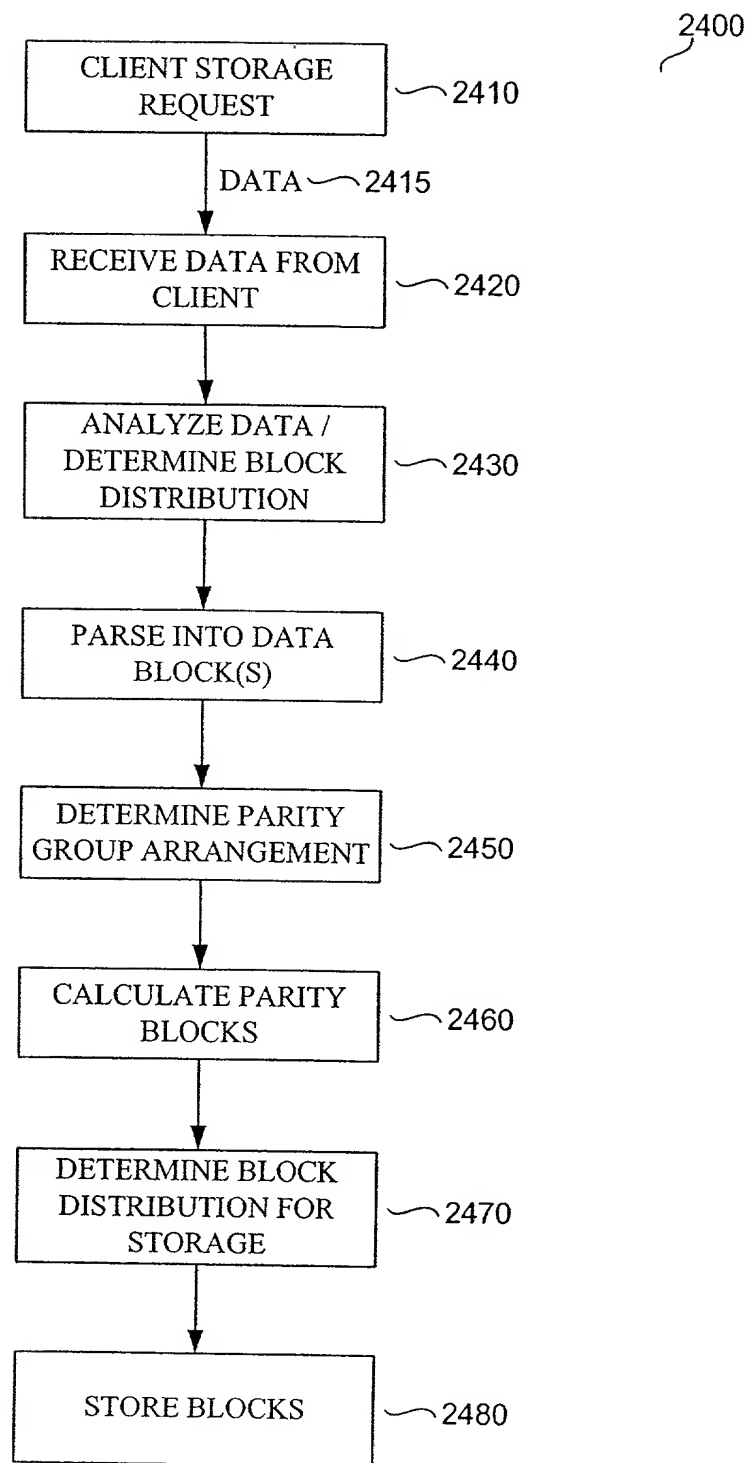 2400
CLIENT STORAGE
REQUEST
2410
DATA
2415
RECEIVE DATA FROM
CLIENT
2420
ANALYZE DATA /
DETERMINE BLOCK
DISTRIBUTION
2430
PARSE INTO DATA
BLOCK(S)
2440
DETERMINE PARITY
GROUP ARRANGEMENT
2450
CALCULATE PARITY
BLOCKS
2460
DETERMINE BLOCK
DISTRIBUTION FOR
STORAGE
2470
STORE BLOCKS
2480